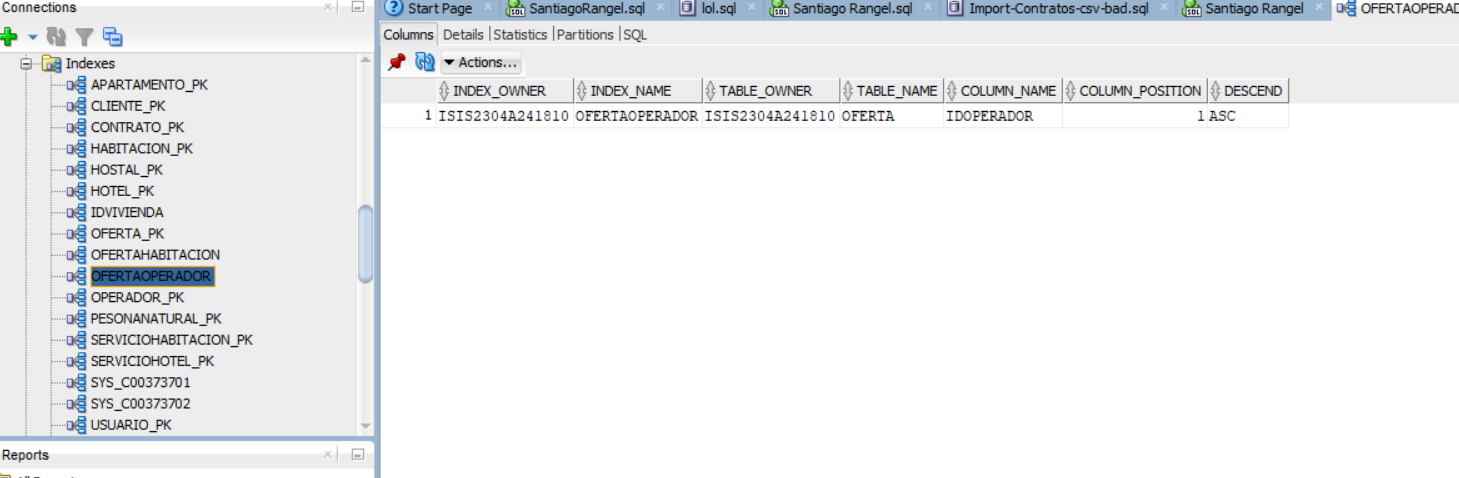 Connections
Start Page
SantiagoRangel.sql
lol.sql
Santiago Rangel.sql
Import-Contratos-csv-bad.sql
Santiago Rangel
OFERTAOPERAD
Columns Details Statistics Partitions SQL
Actions...
Indexes
APARTAMENTO_PK
CLIENTE_PK
CONTRATO_PK
HABITACION_PK
HOSTAL_PK
HOTEL_PK
IDVIVIENDA
OFERTA_PK
OFERTAHABITACION
OFERTAOPERADOR
OPERADOR_PK
PESONANATURAL_PK
SERVICIOHABITACION_PK
SERVICIOHOTEL_PK
SYS_C00373701
SYS_C00373702
USUARIO_PK
INDEX_OWNER INDEX_NAME TABLE_OWNER TABLE_NAME COLUMN_NAME COLUMN_POSITION DESCEND
1 ISIS2304A241810 OFERTAOPERADOR ISIS2304A241810 OFERTA IDOPERADOR 1 ASC
Reports